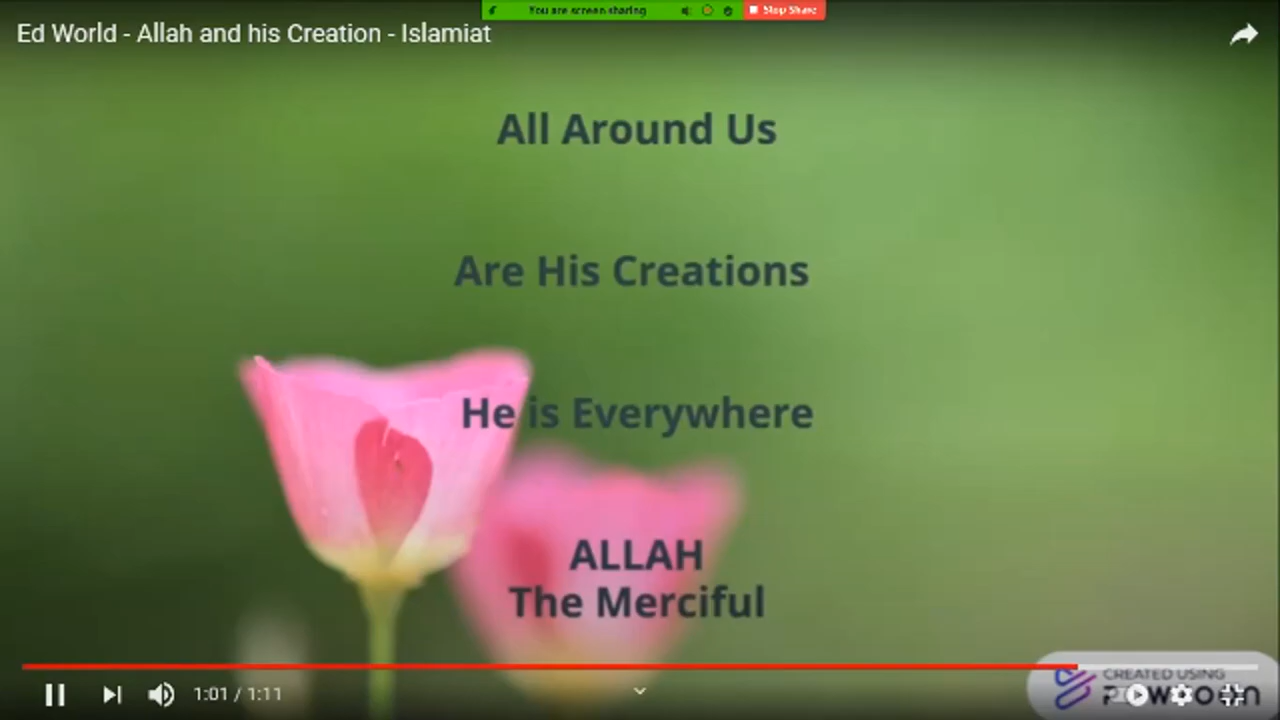 You are screen sharing
Stop Share
Ed World - Allah and his Creation - Islamiat
All Around Us
Are His Creations
He is Everywhere
ALLAH
The Merciful
1:01 / 1:11
CREATED USING